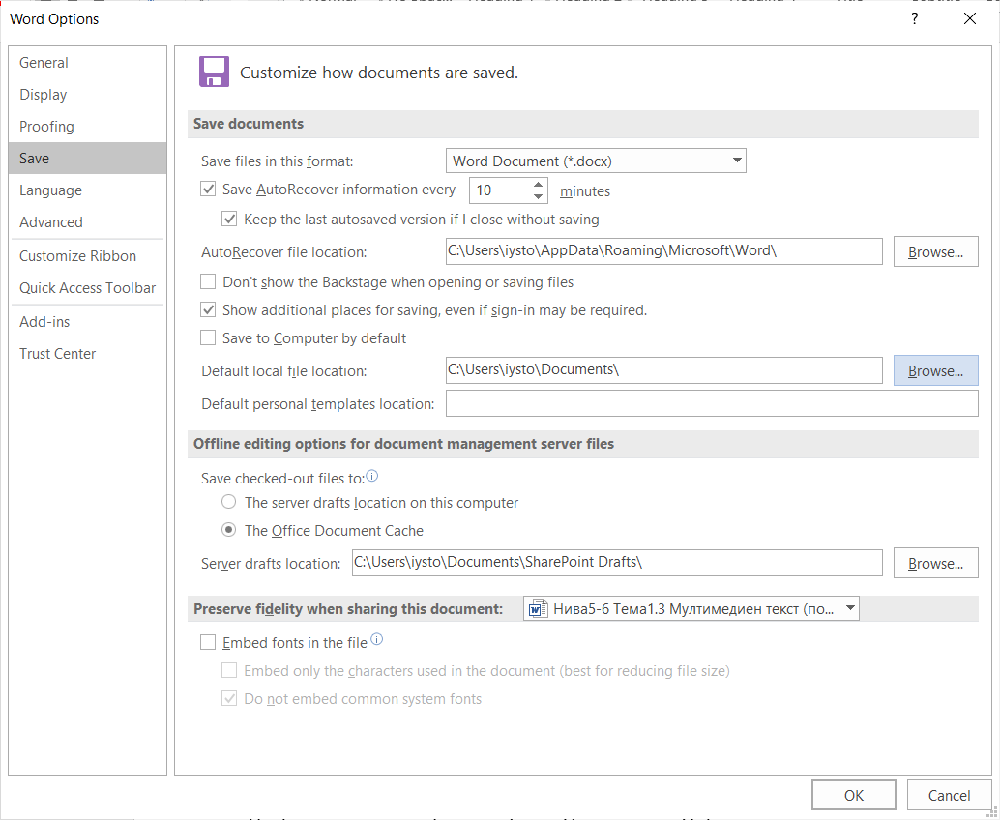 Word Options
?
General
Display
Proofing
Save
Language
Advanced
Customize Ribbon
Quick Access Toolbar
Add-ins
Trust Center
Customize how documents are saved.
Save documents
Save files in this format: Word Document (*.docx)
Save AutoRecover information every 10 minutes
Keep the last autosaved version if I close without saving
AutoRecover file location: C:\Users\iysto\AppData\Roaming\Microsoft\Word\ Browse...
Don't show the Backstage when opening or saving files
Show additional places for saving, even if sign-in may be required.
Save to Computer by default
Default local file location: C:\Users\iysto\Documents\ Browse...
Default personal templates location:
Offline editing options for document management server files
Save checked-out files to:
The server drafts location on this computer
The Office Document Cache
Server drafts location: C:\Users\iysto\Documents\SharePoint Drafts\ Browse...
Preserve fidelity when sharing this document: Нива5-6 Тема1.3 Мултимедиен текст (по...
Embed fonts in the file
Embed only the characters used in the document (best for reducing file size)
Do not embed common system fonts
OK Cancel